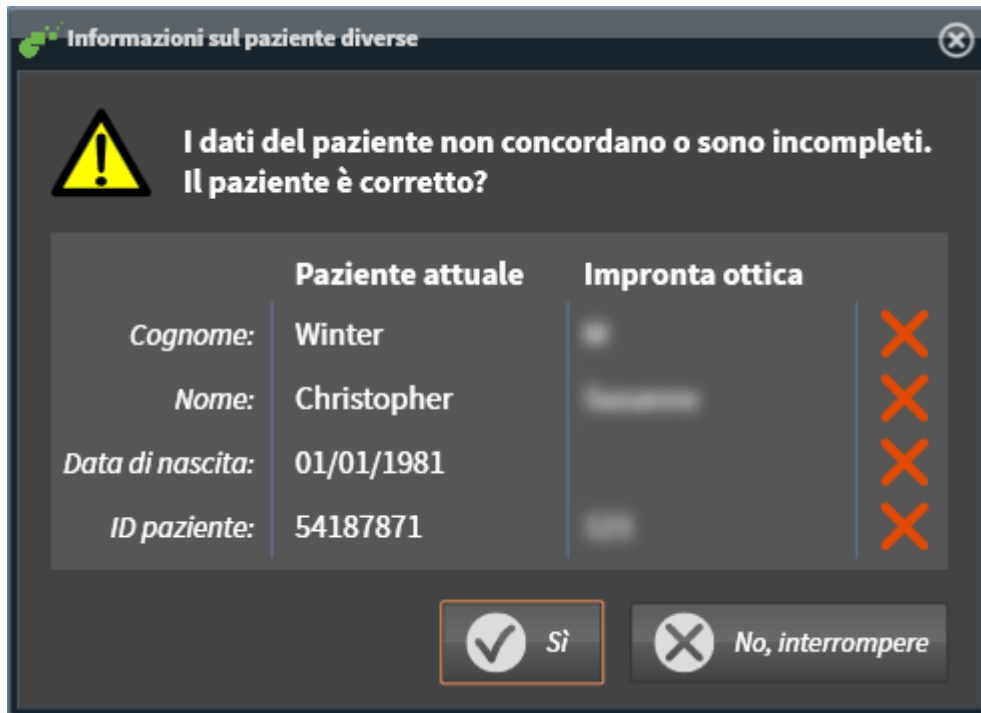 Informazioni sul paziente diverse
I dati del paziente non concordano o sono incompleti.
Il paziente è corretto?
Paziente attuale Impronta ottica
Cognome: Winter
Nome: Christopher
Data di nascita: 01/01/1981
ID paziente: 54187871
Sì No, interrompere